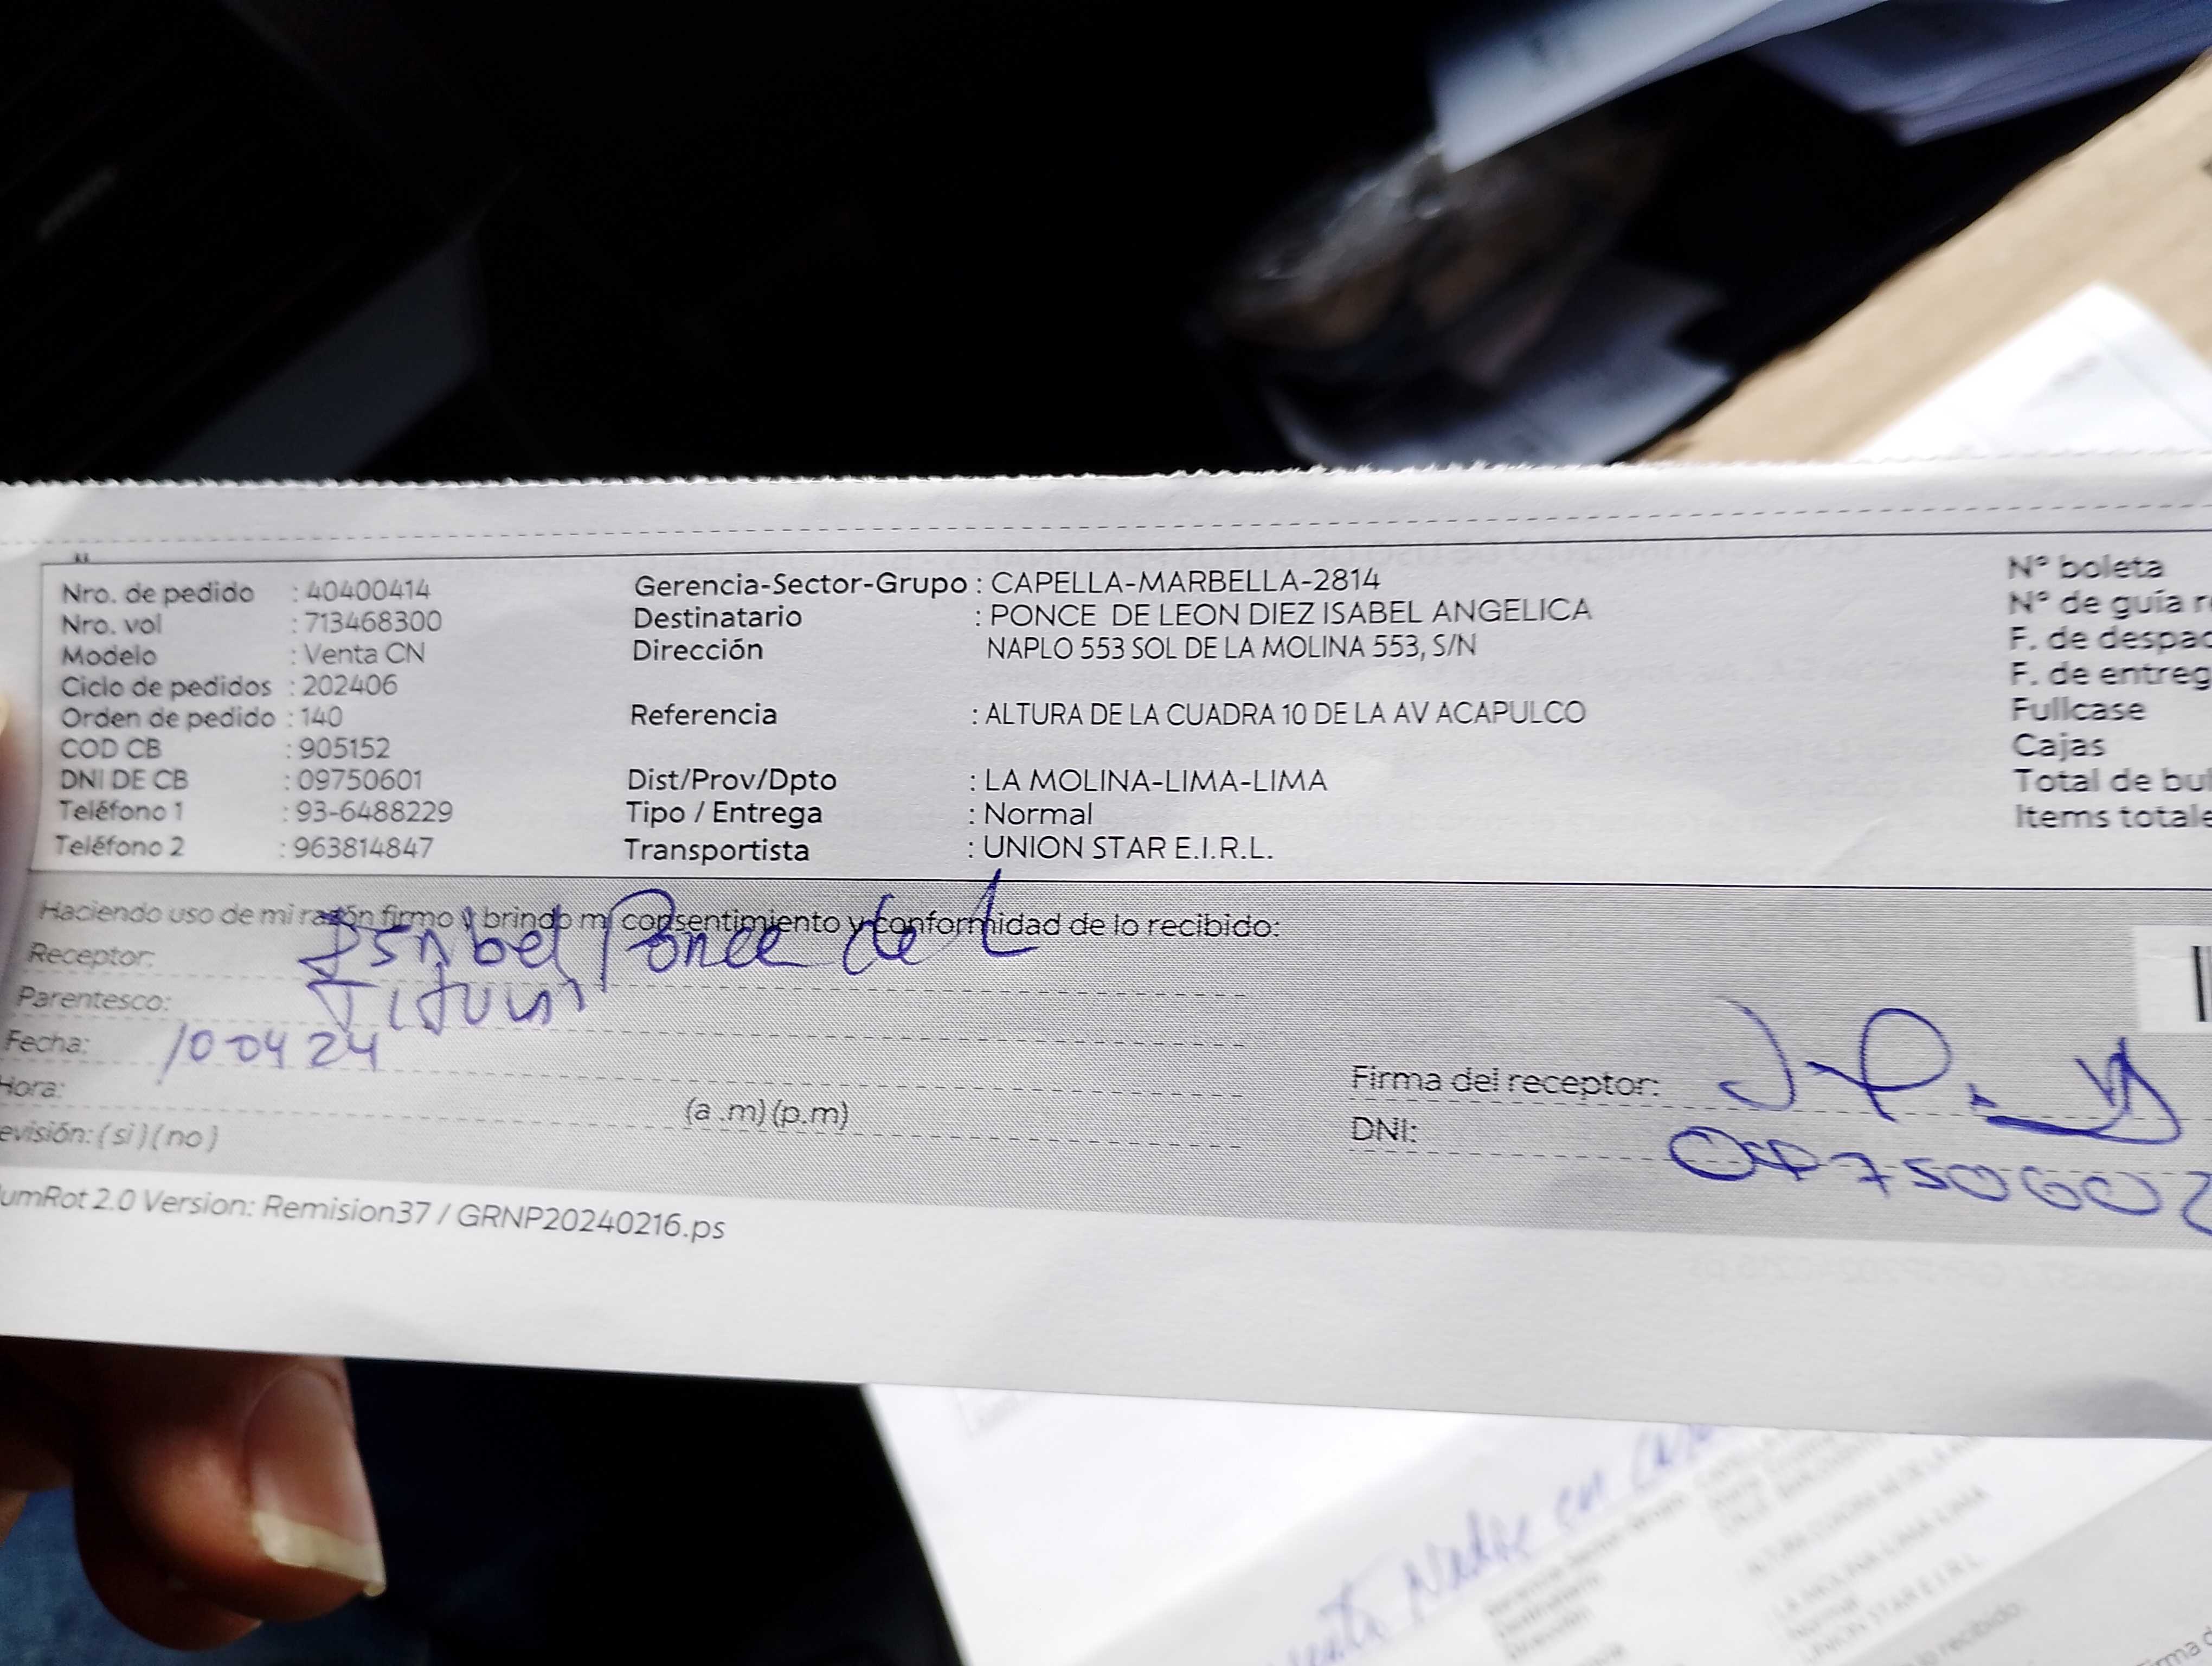 Nro. de pedido : 40400414
Nro. vol : 713468300
Modelo : Venta CN
Ciclo de pedidos : 202406
Orden de pedido : 140
COD CB : 905152
DNI DE CB : 09750601
Teléfono 1 : 93-6488229
Teléfono 2 : 963814847
Gerencia-Sector-Grupo : CAPELLA-MARBELLA-2814
Destinatario : PONCE DE LEON DIEZ ISABEL ANGELICA
Dirección NAPLO 553 SOL DE LA MOLINA 553, S/N
Referencia : ALTURA DE LA CUADRA 10 DE LA AV ACAPULCO
Dist/Prov/Dpto : LA MOLINA-LIMA-LIMA
Tipo / Entrega : Normal
Transportista : UNION STAR E.I.R.L.
N° boleta
N° de guía r
F. de despac
F. de entreg
Fullcase
Cajas
Total de bul
Items totale
Haciendo uso de mi razón firmo y brindo mi consentimiento y conformidad de lo recibido:
Receptor: Isabel Ponce de L
Parentesco:
Fecha: 10 04 24
Hora: (a .m) (p.m)
evisión: ( si ) ( no )
Firma del receptor:
DNI:
umRot 2.0 Version: Remision37 / GRNP20240216.ps